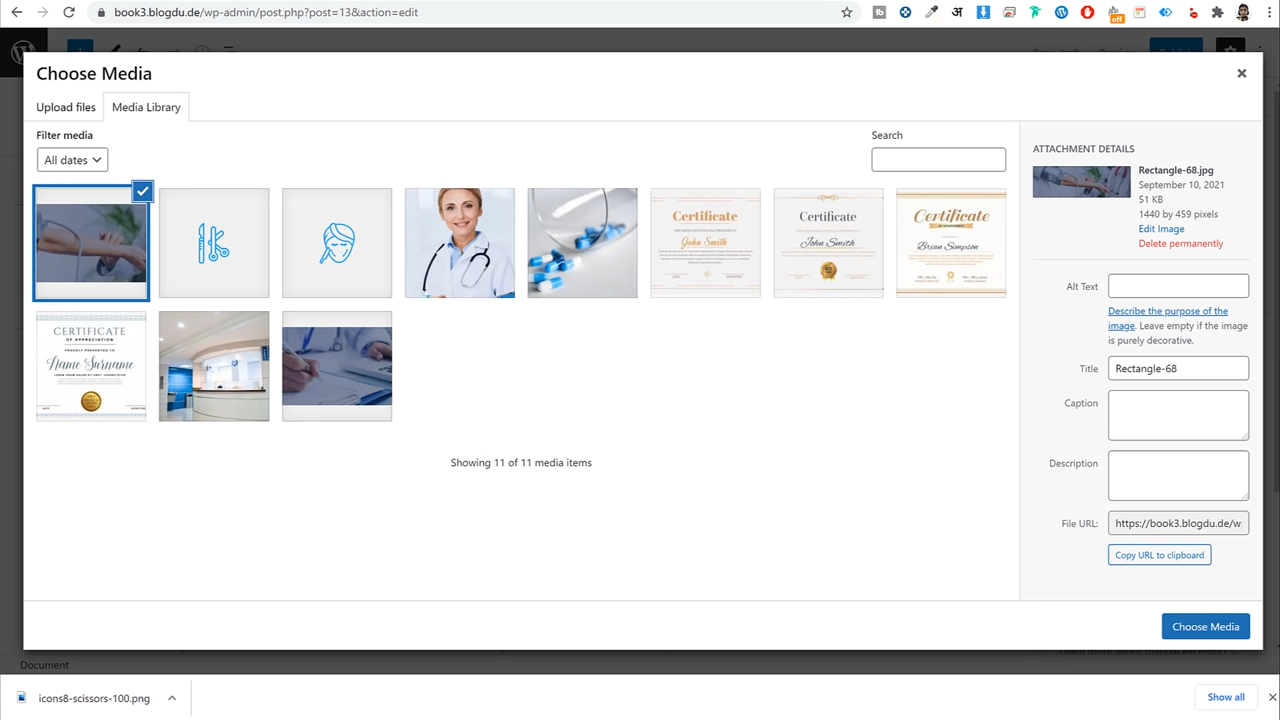 book3.blogdu.de/wp-admin/post.php?post=13&action=edit
off
Choose Media
Upload files
Media Library
Filter media
All dates
Search
Certificate
John Smith
Certificate
John Smith
Certificate
Brian Simpson
CERTIFICATE
OF APPRECIATION
PROUDLY PRESENTED TO
Name Surname
Showing 11 of 11 media items
ATTACHMENT DETAILS
Rectangle-68.jpg
September 10, 2021
51 KB
1440 by 459 pixels
Edit Image
Delete permanently
Alt Text
Describe the purpose of the
image. Leave empty if the image
is purely decorative.
Title
Rectangle-68
Caption
Description
File URL:
https://book3.blogdu.de/w
Copy URL to clipboard
Choose Media
Document
icons8-scissors-100.png
Show all